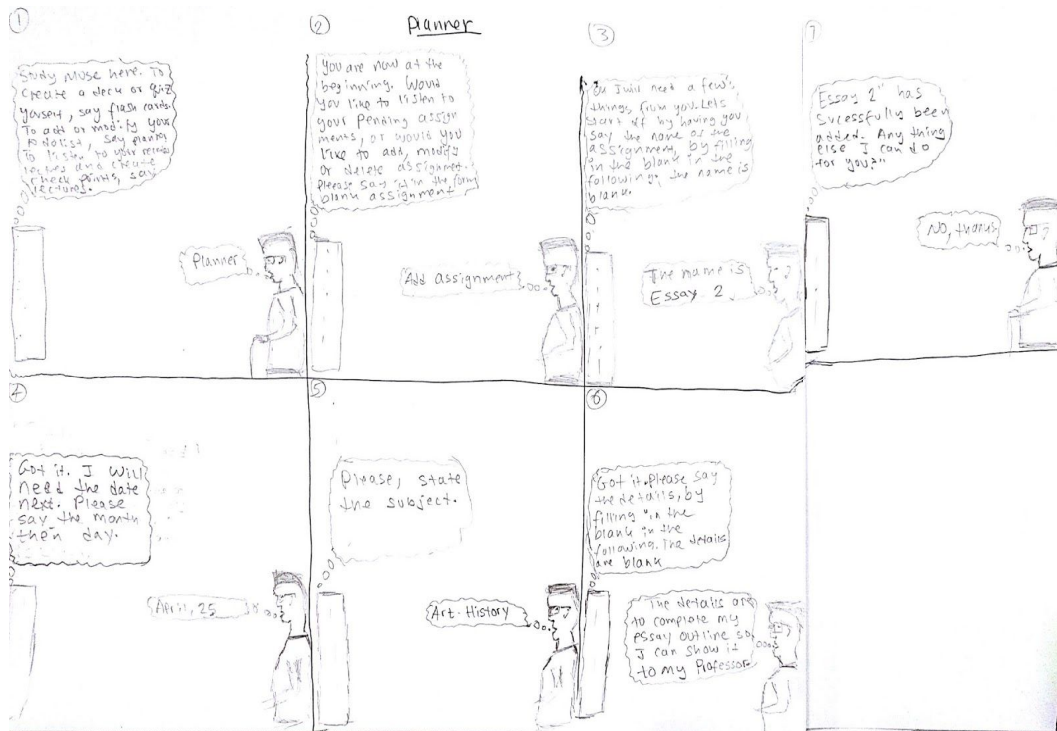 Planner
1
Study Muse here. To
create a deck or quiz
yourself, say flash cards.
To add or modify your
todolist, say planner
To listen to your
and create
check points, say
lectures.
Planner
2
You are now at the
beginning. Would
you like to listen to
your pending assign
ments, or would you
like to add, modify
or delete assignment.
Please say it in the form
blank assignment
Add assignment
3
I will need a few
things from you. Lets
start of by having you
say the name of the
assignment, by filling
in the blank in the
following: the name is
blank.
The name is
Essay 2
4
Got it. I will
need the date
next. Please
say the month
then day.
April, 25
5
Please, state
the subject.
Art-History
6
Got it. Please say
the details, by
filling in the
blank in the
following. The details
are blank
The details are
to complete my
essay outline so
I can show it
to my Professor
7
Essay 2" has
Successfully been
added. Any thing
else I can do
for you?"
No, thanks